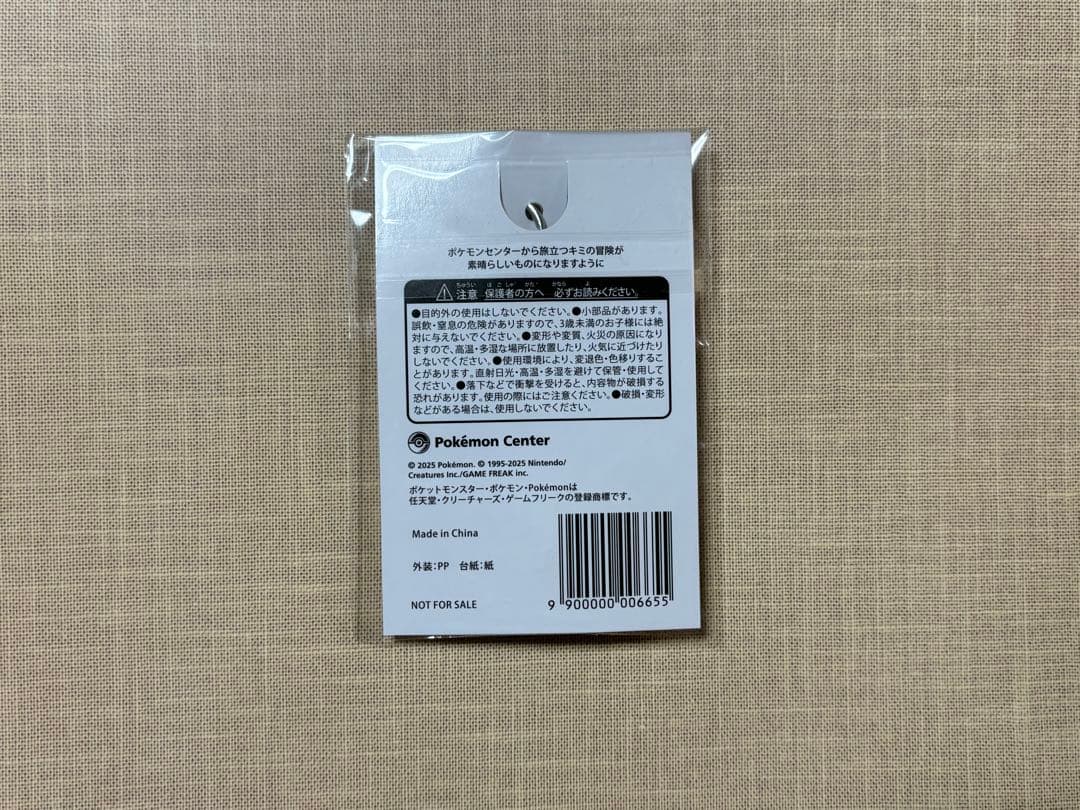 ポケモンセンターから旅立つキミの冒険が
素晴らしいものになりますように
注意 保護者の方へ 必ずお読みください。
●目的外の使用はしないでください。●小部品があります。
誤飲・窒息の危険がありますので、3歳未満のお子様には絶
対に与えないでください。●変形や変質、火災の原因になり
ますので、高温・多湿な場所に放置したり、火気に近づけたり
しないでください。●使用環境により、変退色・色移りするこ
とがあります。直射日光・高温・多湿を避けて保管・使用して
ください。●落下などで衝撃を受けると、内容物が破損する
恐れがあります。使用の際にはご注意ください。●破損・変形
などがある場合は、使用しないでください。
Pokémon Center
© 2025 Pokémon. © 1995-2025 Nintendo/
Creatures Inc./GAME FREAK inc.
ポケットモンスター・ポケモン・Pokémonは
任天堂・クリーチャーズ・ゲームフリークの登録商標です。
Made in China
外装：PP 台紙：紙
NOT FOR SALE
9 900000 006655